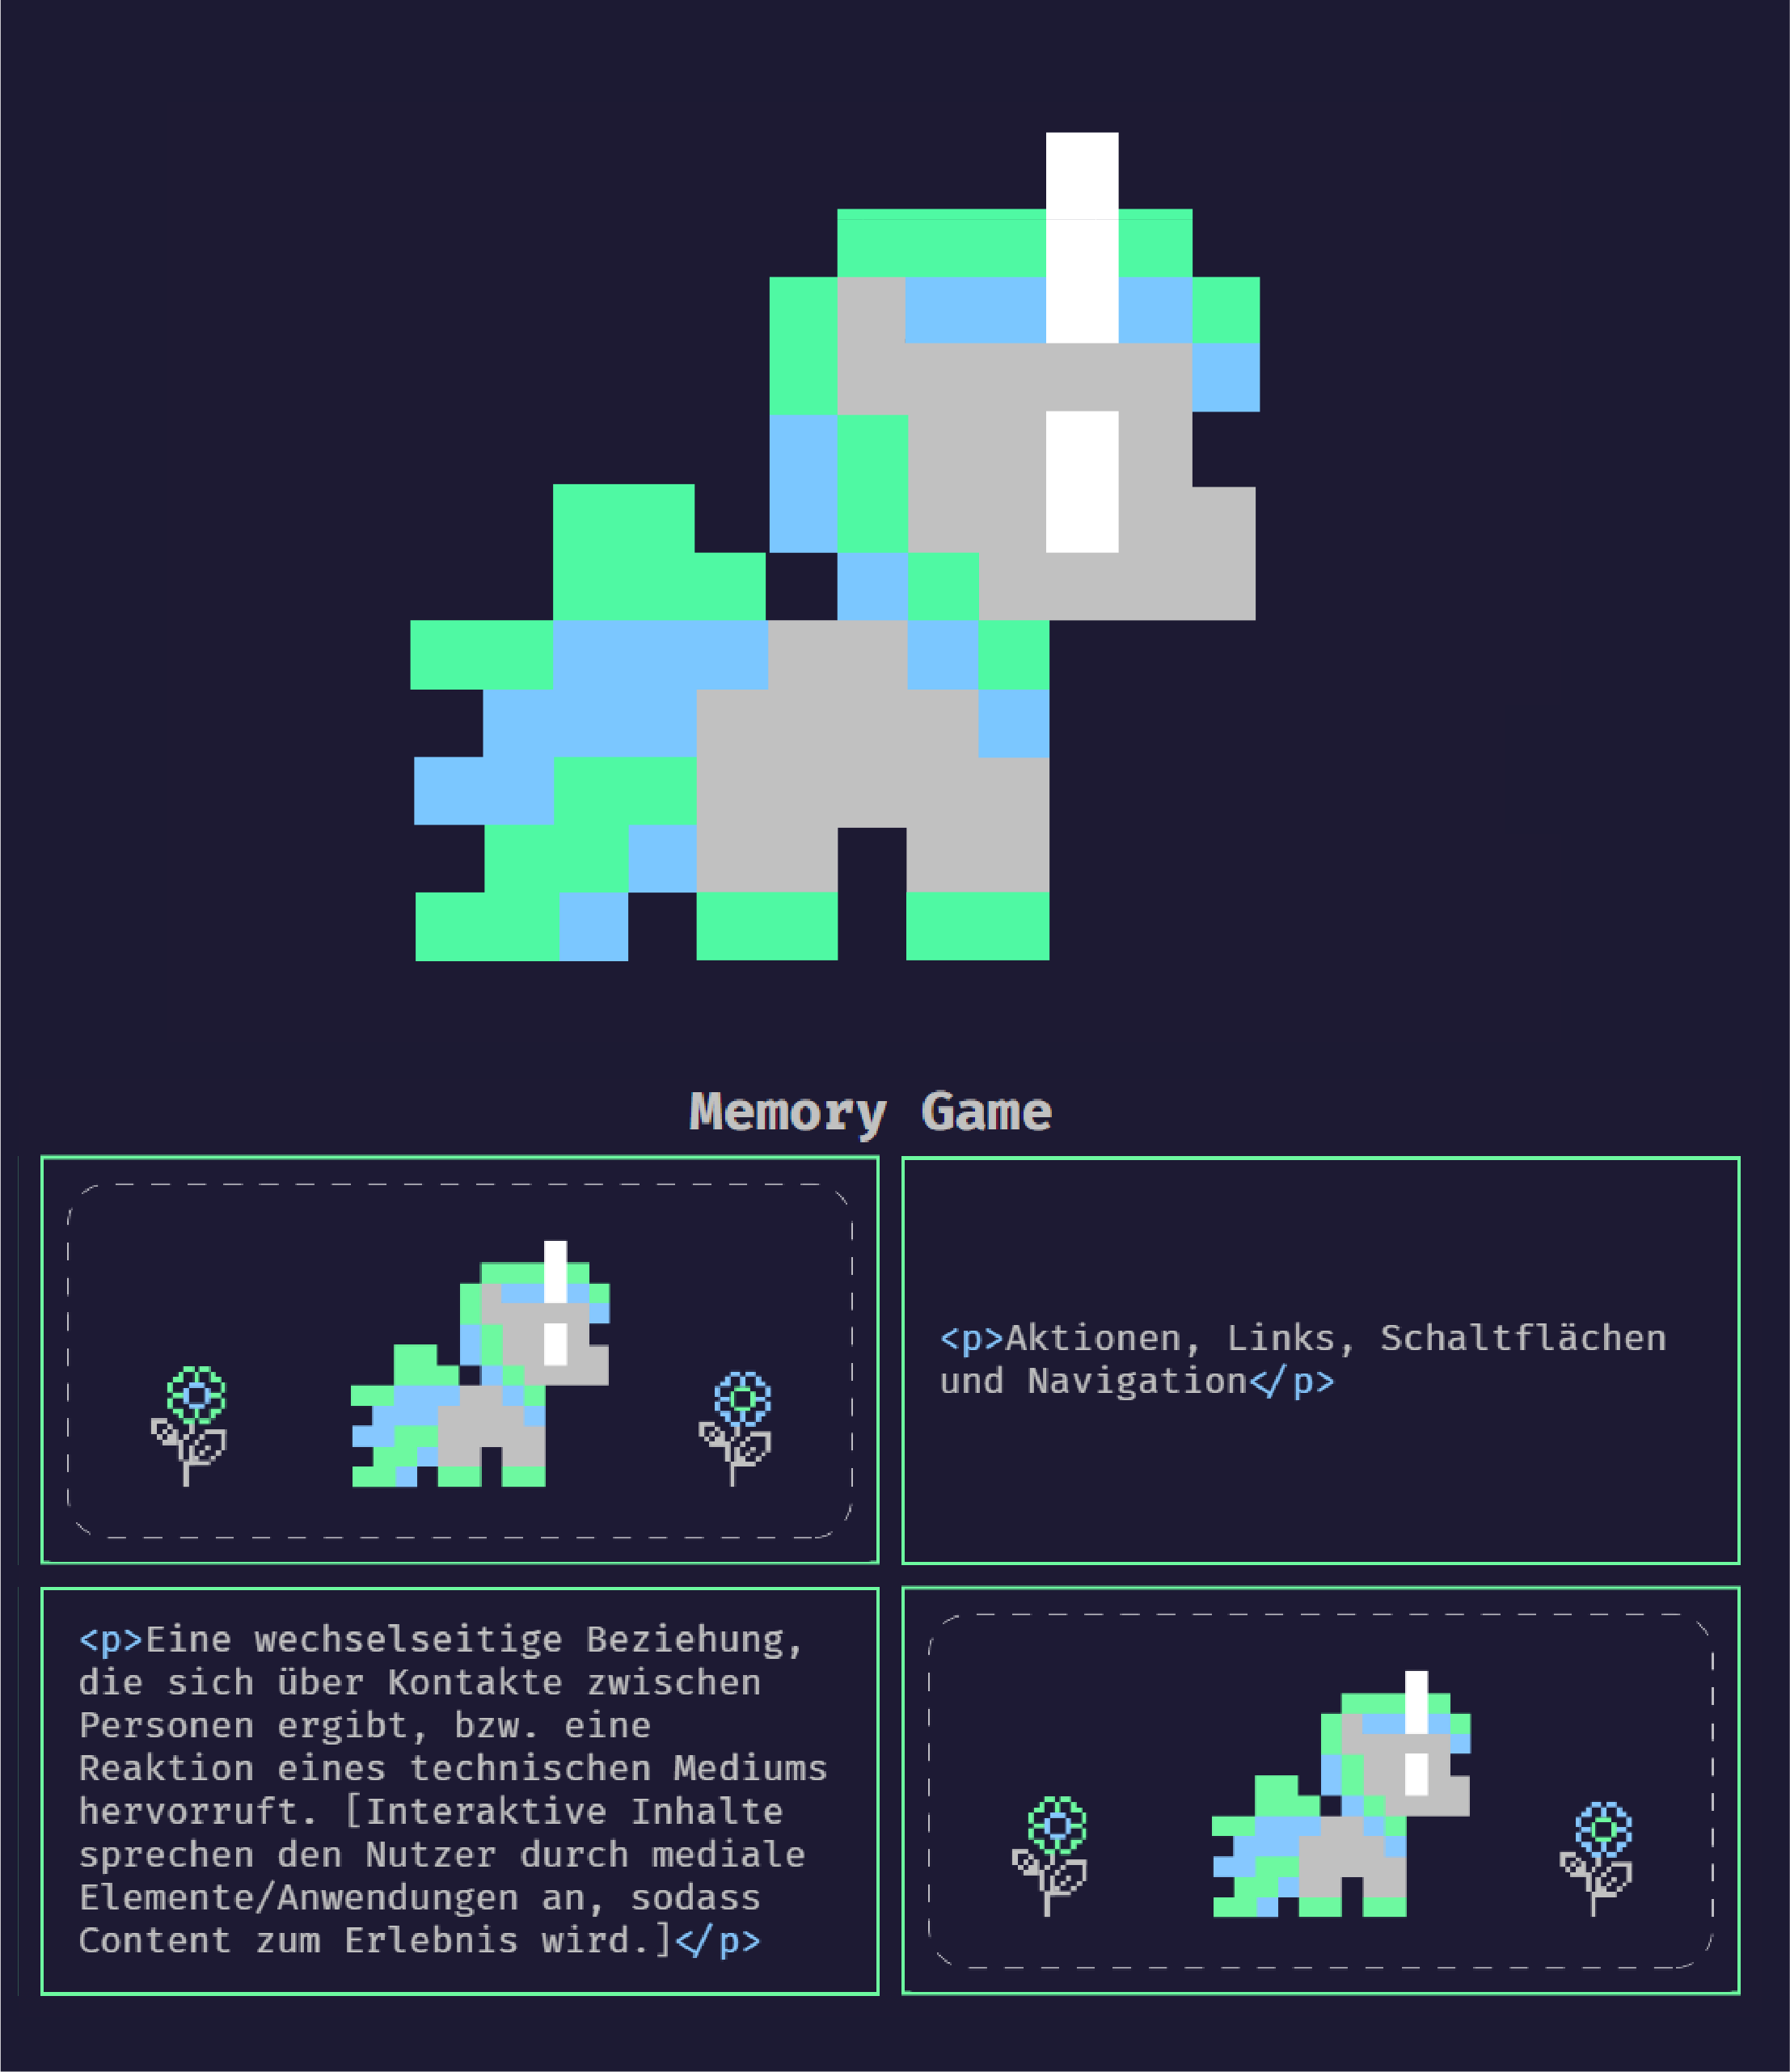 Memory Game
<p>Aktionen, Links, Schaltflächen
und Navigation</p>
<p>Eine wechselseitige Beziehung,
die sich über Kontakte zwischen
Personen ergibt, bzw. eine
Reaktion eines technischen Mediums
hervorruft. [Interaktive Inhalte
sprechen den Nutzer durch mediale
Elemente/Anwendungen an, sodass
Content zum Erlebnis wird.]</p>